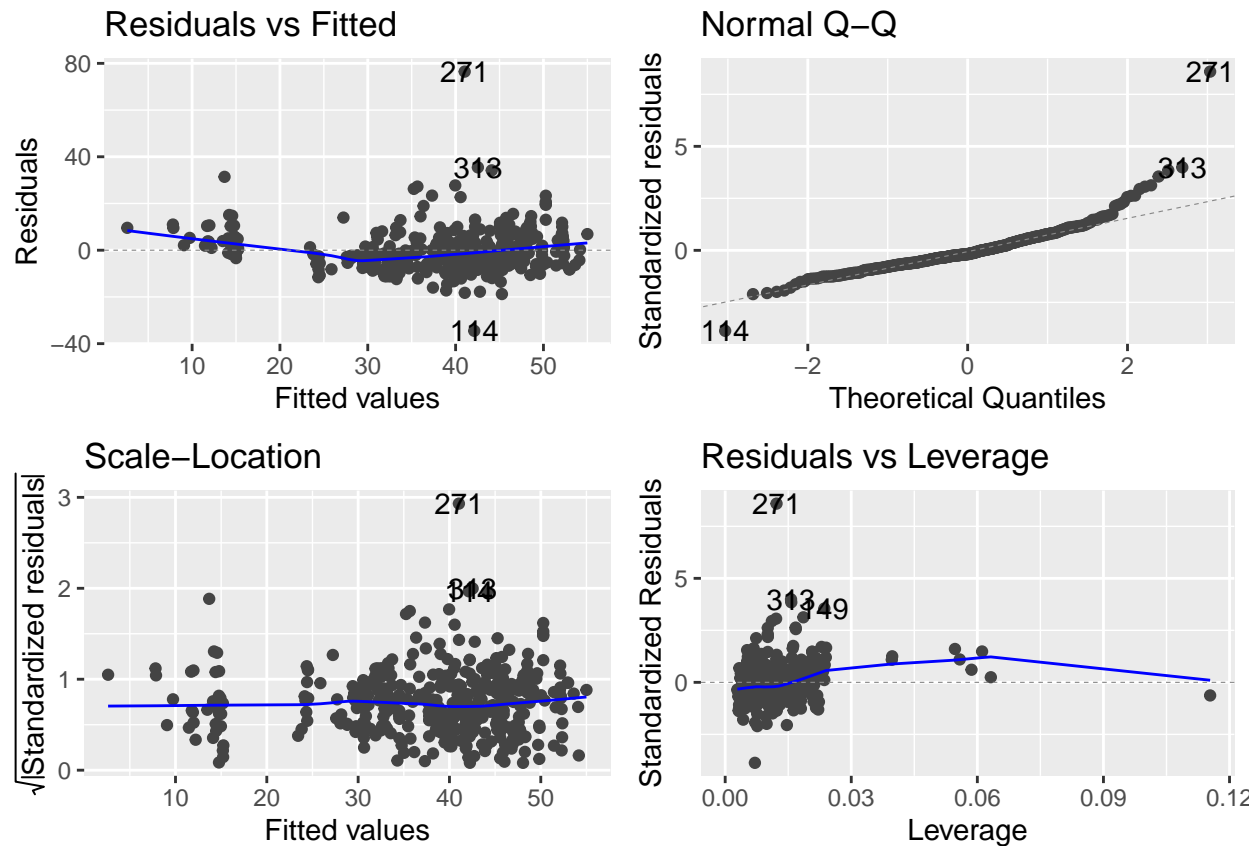 Residuals vs Fitted
Residuals
80
40
0
−40
271
313
114
10 20 30 40 50
Fitted values
Normal Q−Q
Standardized residuals
5
0
271
313
114
−2 0 2
Theoretical Quantiles
Scale−Location
√|Standardized residuals|
3
2
1
0
271
313
114
10 20 30 40 50
Fitted values
Residuals vs Leverage
Standardized Residuals
5
0
271
313
149
0.00 0.03 0.06 0.09 0.12
Leverage